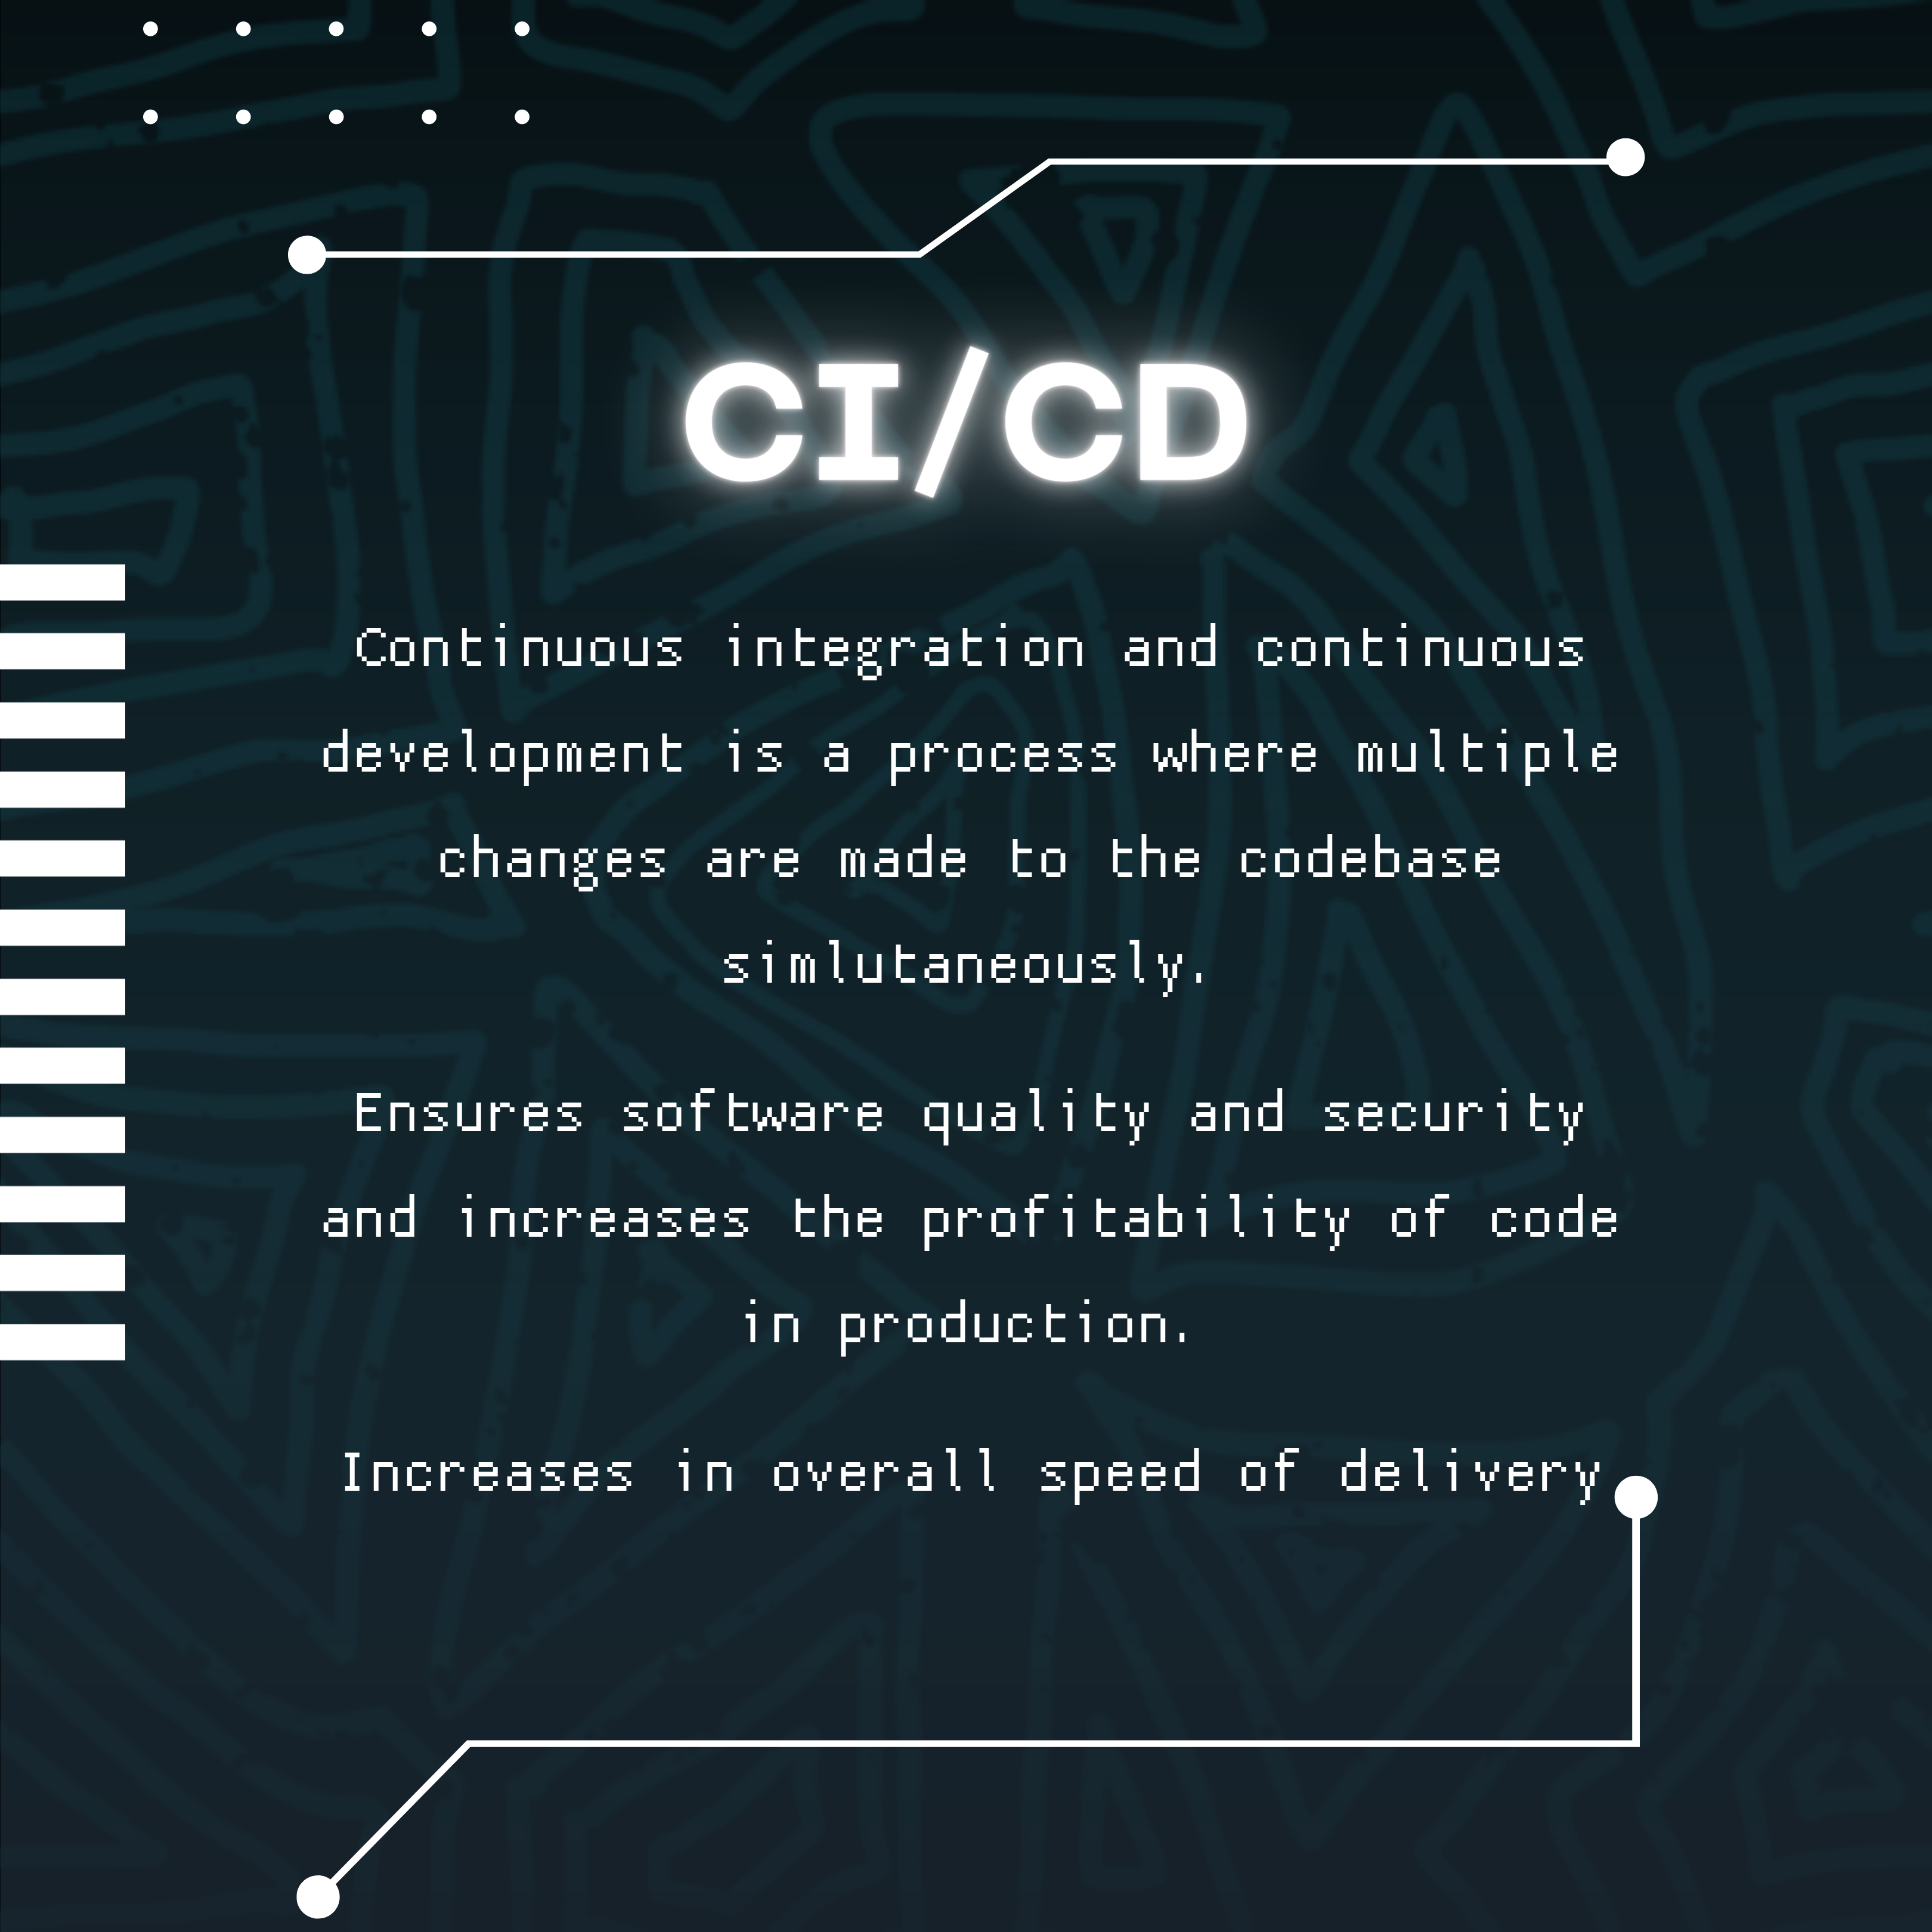 CI/CD
Continuous integration and continuous
development is a process where multiple
changes are made to the codebase
simlutaneously.
Ensures software quality and security
and increases the profitability of code
in production.
Increases in overall speed of delivery